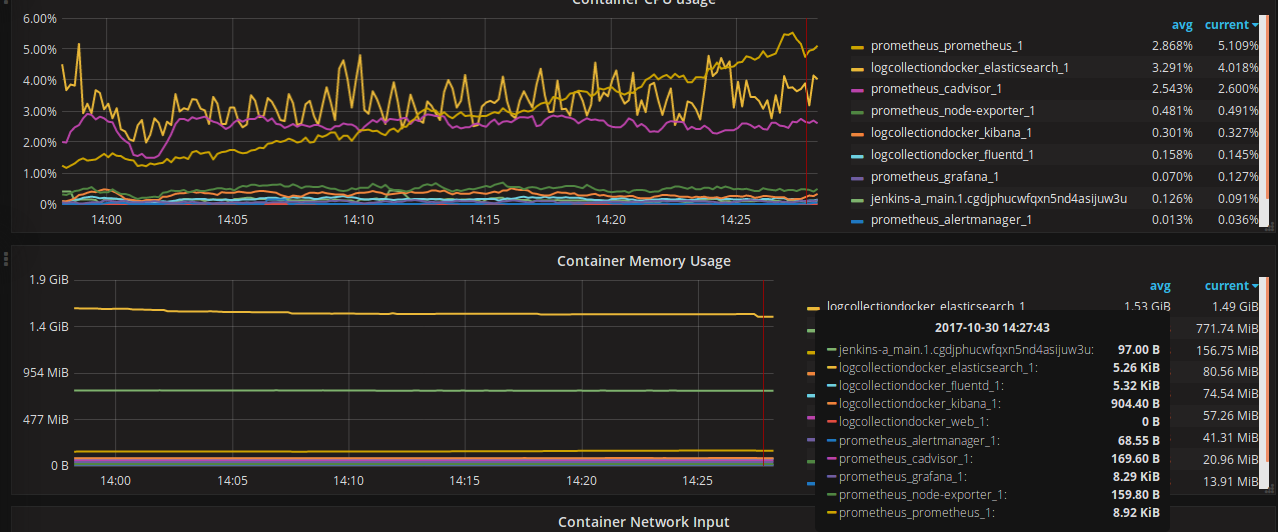 Container CPU usage
6.00%
5.00%
4.00%
3.00%
2.00%
1.00%
0%
14:00 14:05 14:10 14:15 14:20 14:25
avg current
prometheus_prometheus_1 2.868% 5.109%
logcollectiondocker_elasticsearch_1 3.291% 4.018%
prometheus_cadvisor_1 2.543% 2.600%
prometheus_node-exporter_1 0.481% 0.491%
logcollectiondocker_kibana_1 0.301% 0.327%
logcollectiondocker_fluentd_1 0.158% 0.145%
prometheus_grafana_1 0.070% 0.127%
jenkins-a_main.1.cgdjphucwfqxn5nd4asijuw3u 0.126% 0.091%
prometheus_alertmanager_1 0.013% 0.036%
Container Memory Usage
1.9 GiB
1.4 GiB
954 MiB
477 MiB
0 B
14:00 14:05 14:10 14:15 14:20 14:25
avg current
logcollectiondocker_elasticsearch_1 1.53 GiB 1.49 GiB
771.74 MiB
156.75 MiB
80.56 MiB
74.54 MiB
57.26 MiB
41.31 MiB
20.96 MiB
13.91 MiB
2017-10-30 14:27:43
jenkins-a_main.1.cgdjphucwfqxn5nd4asijuw3u: 97.00 B
logcollectiondocker_elasticsearch_1: 5.26 KiB
logcollectiondocker_fluentd_1: 5.32 KiB
logcollectiondocker_kibana_1: 904.40 B
logcollectiondocker_web_1: 0 B
prometheus_alertmanager_1: 68.55 B
prometheus_cadvisor_1: 169.60 B
prometheus_grafana_1: 8.29 KiB
prometheus_node-exporter_1: 159.80 B
prometheus_prometheus_1: 8.92 KiB
Container Network Input